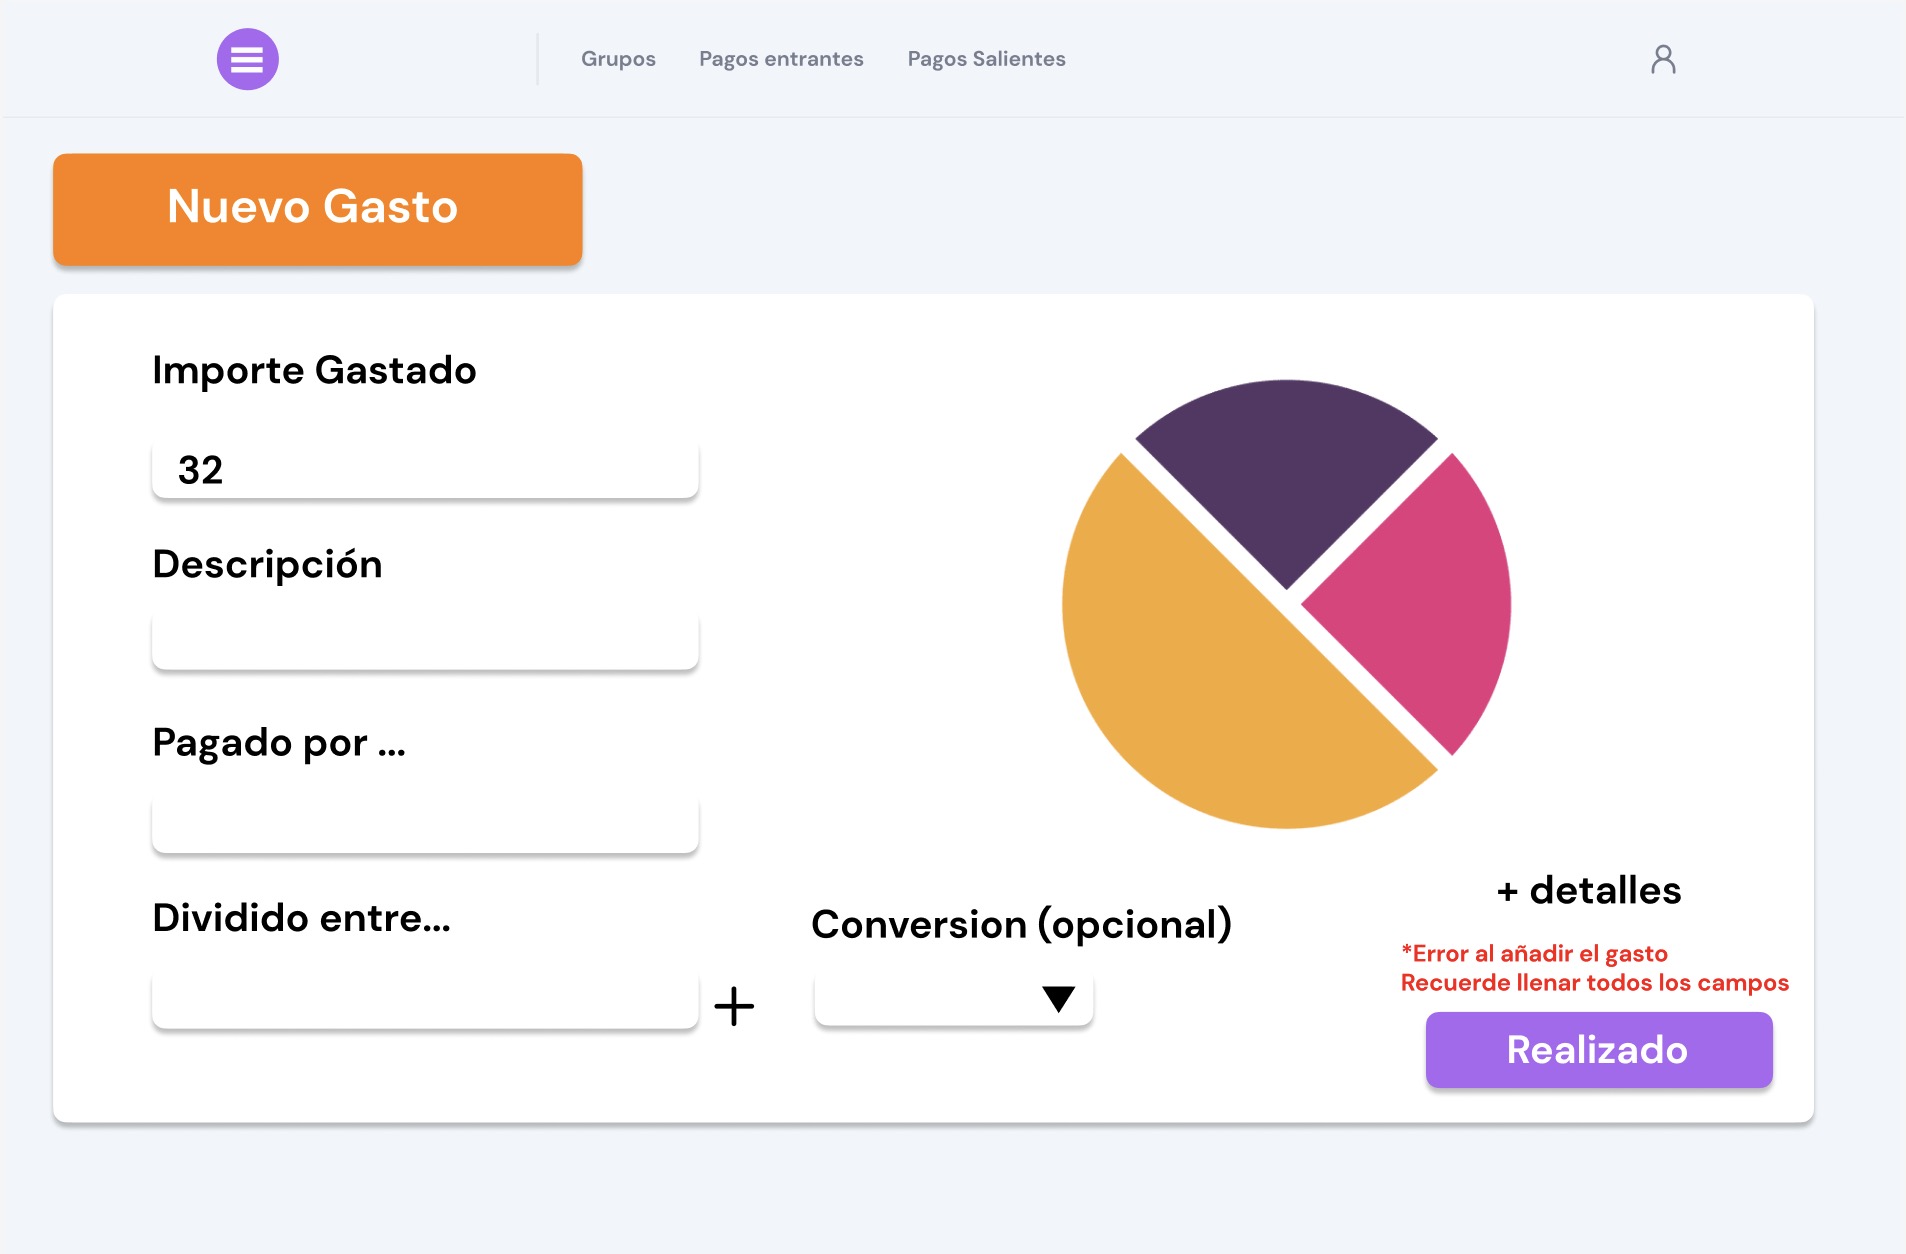 Grupos
Pagos entrantes
Pagos Salientes
Nuevo Gasto
Importe Gastado
32
Descripción
Pagado por ...
Dividido entre...
Conversion (opcional)
+ detalles
*Error al añadir el gasto
Recuerde llenar todos los campos
Realizado